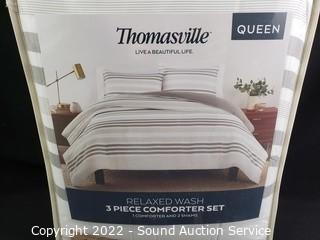 Thomasville
QUEEN
LIVE A BEAUTIFUL LIFE.
RELAXED WASH
3 PIECE COMFORTER SET
1 COMFORTER AND 2 SHAMS
Copyright 2022 - Sound Auction Service